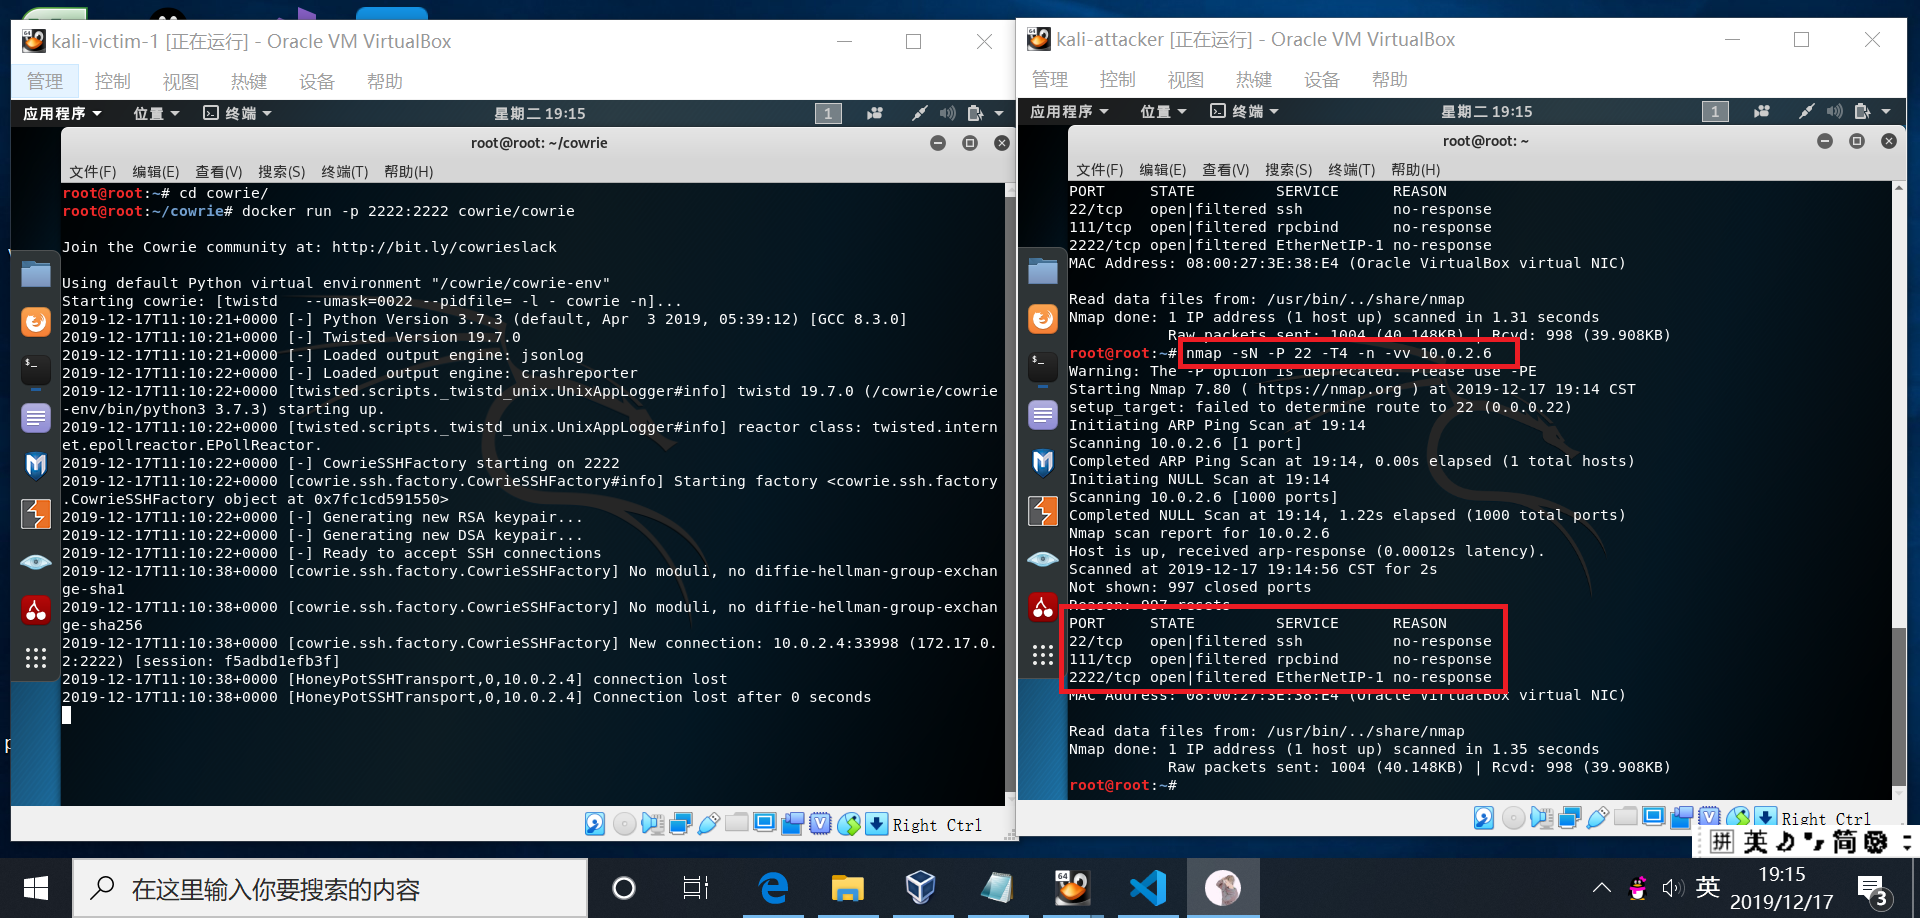 kali-victim-1 [正在运行] - Oracle VM VirtualBox
管理 控制 视图 热键 设备 帮助
应用程序 位置 终端 星期二 19:15 1
root@root: ~/cowrie
文件(F) 编辑(E) 查看(V) 搜索(S) 终端(T) 帮助(H)
root@root:~# cd cowrie/
root@root:~/cowrie# docker run -p 2222:2222 cowrie/cowrie
Join the Cowrie community at: http://bit.ly/cowrieslack
Using default Python virtual environment "/cowrie/cowrie-env"
Starting cowrie: [twistd   --umask=0022 --pidfile= -l - cowrie -n]...
2019-12-17T11:10:21+0000 [-] Python Version 3.7.3 (default, Apr  3 2019, 05:39:12) [GCC 8.3.0]
2019-12-17T11:10:21+0000 [-] Twisted Version 19.7.0
2019-12-17T11:10:21+0000 [-] Loaded output engine: jsonlog
2019-12-17T11:10:22+0000 [-] Loaded output engine: crashreporter
2019-12-17T11:10:22+0000 [twisted.scripts._twistd_unix.UnixAppLogger#info] twistd 19.7.0 (/cowrie/cowrie
-env/bin/python3 3.7.3) starting up.
2019-12-17T11:10:22+0000 [twisted.scripts._twistd_unix.UnixAppLogger#info] reactor class: twisted.inter
net.epollreactor.EPollReactor.
2019-12-17T11:10:22+0000 [-] CowrieSSHFactory starting on 2222
2019-12-17T11:10:22+0000 [cowrie.ssh.factory.CowrieSSHFactory#info] Starting factory <cowrie.ssh.factory
.CowrieSSHFactory object at 0x7fc1cd591550>
2019-12-17T11:10:22+0000 [-] Generating new RSA keypair...
2019-12-17T11:10:22+0000 [-] Generating new DSA keypair...
2019-12-17T11:10:22+0000 [-] Ready to accept SSH connections
2019-12-17T11:10:38+0000 [cowrie.ssh.factory.CowrieSSHFactory] No moduli, no diffie-hellman-group-exchan
ge-sha1
2019-12-17T11:10:38+0000 [cowrie.ssh.factory.CowrieSSHFactory] No moduli, no diffie-hellman-group-exchan
ge-sha256
2019-12-17T11:10:38+0000 [cowrie.ssh.factory.CowrieSSHFactory] New connection: 10.0.2.4:33998 (172.17.0.
2:2222) [session: f5adbd1efb3f]
2019-12-17T11:10:38+0000 [HoneyPotSSHTransport,0,10.0.2.4] connection lost
2019-12-17T11:10:38+0000 [HoneyPotSSHTransport,0,10.0.2.4] Connection lost after 0 seconds
Right Ctrl
kali-attacker [正在运行] - Oracle VM VirtualBox
管理 控制 视图 热键 设备 帮助
应用程序 位置 终端 星期二 19:15 1
root@root: ~
文件(F) 编辑(E) 查看(V) 搜索(S) 终端(T) 帮助(H)
PORT     STATE         SERVICE      REASON
22/tcp   open|filtered ssh          no-response
111/tcp  open|filtered rpcbind      no-response
2222/tcp open|filtered EtherNetIP-1 no-response
MAC Address: 08:00:27:3E:38:E4 (Oracle VirtualBox virtual NIC)
Read data files from: /usr/bin/../share/nmap
Nmap done: 1 IP address (1 host up) scanned in 1.31 seconds
Raw packets sent: 1004 (40.148KB) | Rcvd: 998 (39.908KB)
root@root:~# nmap -sN -P 22 -T4 -n -vv 10.0.2.6
Warning: The -P option is deprecated. Please use -PE
Starting Nmap 7.80 ( https://nmap.org ) at 2019-12-17 19:14 CST
setup_target: failed to determine route to 22 (0.0.0.22)
Initiating ARP Ping Scan at 19:14
Scanning 10.0.2.6 [1 port]
Completed ARP Ping Scan at 19:14, 0.00s elapsed (1 total hosts)
Initiating NULL Scan at 19:14
Scanning 10.0.2.6 [1000 ports]
Completed NULL Scan at 19:14, 1.22s elapsed (1000 total ports)
Nmap scan report for 10.0.2.6
Host is up, received arp-response (0.00012s latency).
Scanned at 2019-12-17 19:14:56 CST for 2s
Not shown: 997 closed ports
Reason: 997 resets
PORT     STATE         SERVICE      REASON
22/tcp   open|filtered ssh          no-response
111/tcp  open|filtered rpcbind      no-response
2222/tcp open|filtered EtherNetIP-1 no-response
MAC Address: 08:00:27:3E:38:E4 (Oracle VirtualBox virtual NIC)
Read data files from: /usr/bin/../share/nmap
Nmap done: 1 IP address (1 host up) scanned in 1.35 seconds
Raw packets sent: 1004 (40.148KB) | Rcvd: 998 (39.908KB)
root@root:~#
Right Ctrl
拼 英 简
在这里输入你要搜索的内容
英
19:15
2019/12/17
3